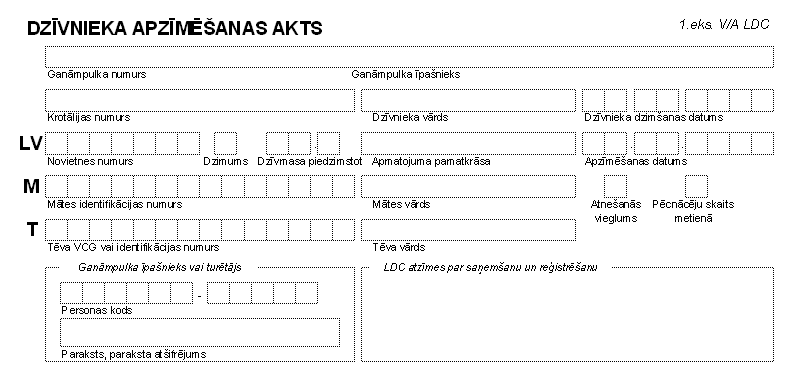 DZĪVNIEKA APZĪMĒŠANAS AKTS 1.eks. V/A LDC
Ganāmpulka numurs Ganāmpulka īpašnieks
Krotālijas numurs Dzīvnieka vārds Dzīvnieka dzimšanas datums
LV
Novietnes numurs Dzimums Dzīvmasa piedzimstot Apmatojuma pamatkrāsa Apzīmēšanas datums
M
Mātes identifikācijas numurs Mātes vārds Atnešanās vieglums Pēcnācēju skaits metienā
T
Tēva VCG vai identifikācijas numurs Tēva vārds
Ganāmpulka īpašnieks vai turētājs LDC atzīmes par saņemšanu un reģistrēšanu
-
Personas kods
Paraksts, paraksta atšifrējums